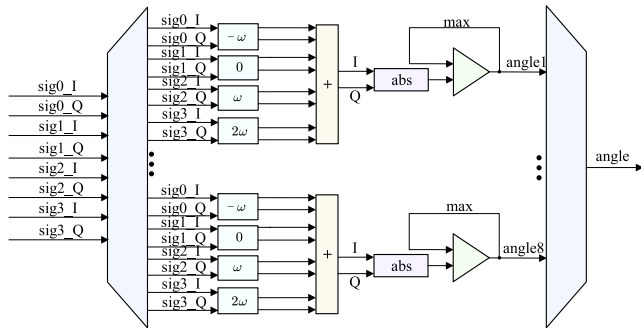 sig0_I
sig0_Q
sig1_I
sig1_Q
sig2_I
sig2_Q
sig3_I
sig3_Q
sig0_I
sig0_Q
sig1_I
sig1_Q
sig2_I
sig2_Q
sig3_I
sig3_Q
-ω
0
ω
2ω
+
I
Q
abs
max
angle1
sig0_I
sig0_Q
sig1_I
sig1_Q
sig2_I
sig2_Q
sig3_I
sig3_Q
-ω
0
ω
2ω
+
I
Q
abs
max
angle8
angle